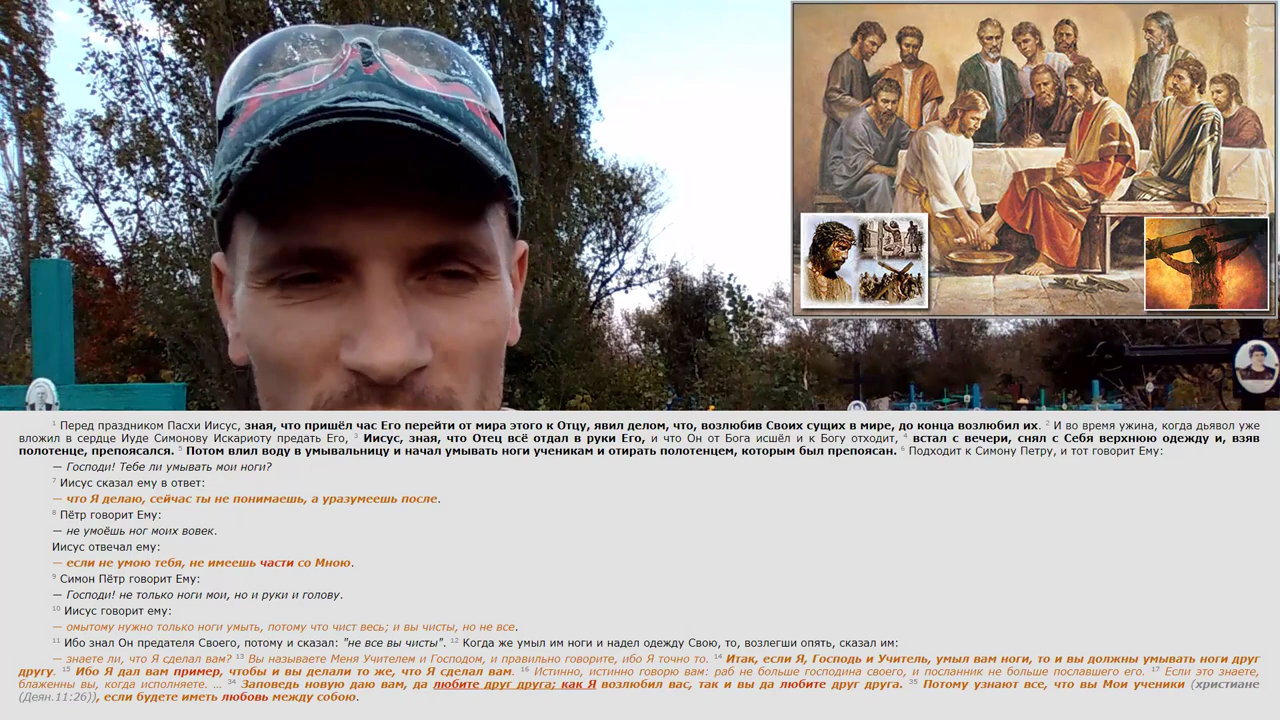 1 Перед праздником Пасхи Иисус, зная, что пришёл час Его перейти от мира этого к Отцу, явил делом, что, возлюбив Своих сущих в мире, до конца возлюбил их. 2 И во время ужина, когда дьявол уже
вложил в сердце Иуде Симонову Искариоту предать Его, 3 Иисус, зная, что Отец всё отдал в руки Его, и что Он от Бога исшёл и к Богу отходит, 4 встал с вечери, снял с Себя верхнюю одежду и, взяв
полотенце, препоясался. 5 Потом влил воду в умывальницу и начал умывать ноги ученикам и отирать полотенцем, которым был препоясан. 6 Подходит к Симону Петру, и тот говорит Ему:
— Господи! Тебе ли умывать мои ноги?
7 Иисус сказал ему в ответ:
— что Я делаю, сейчас ты не понимаешь, а уразумеешь после.
8 Пётр говорит Ему:
— не умоёшь ног моих вовек.
Иисус отвечал ему:
— если не умою тебя, не имеешь части со Мною.
9 Симон Пётр говорит Ему:
— Господи! не только ноги мои, но и руки и голову.
10 Иисус говорит ему:
— омытому нужно только ноги умыть, потому что чист весь; и вы чисты, но не все.
11 Ибо знал Он предателя Своего, потому и сказал: "не все вы чисты". 12 Когда же умыл им ноги и надел одежду Свою, то, возлегши опять, сказал им:
— знаете ли, что Я сделал вам? 13 Вы называете Меня Учителем и Господом, и правильно говорите, ибо Я точно то. 14 Итак, если Я, Господь и Учитель, умыл вам ноги, то и вы должны умывать ноги друг
другу. 15 Ибо Я дал вам пример, чтобы и вы делали то же, что Я сделал вам. 16 Истинно, истинно говорю вам: раб не больше господина своего, и посланник не больше пославшего его. 17 Если это знаете,
блаженны вы, когда исполняете. ... 34 Заповедь новую даю вам, да любите друг друга; как Я возлюбил вас, так и вы да любите друг друга. 35 Потому узнают все, что вы Мои ученики (христиане
(Деян.11:26)), если будете иметь любовь между собою.